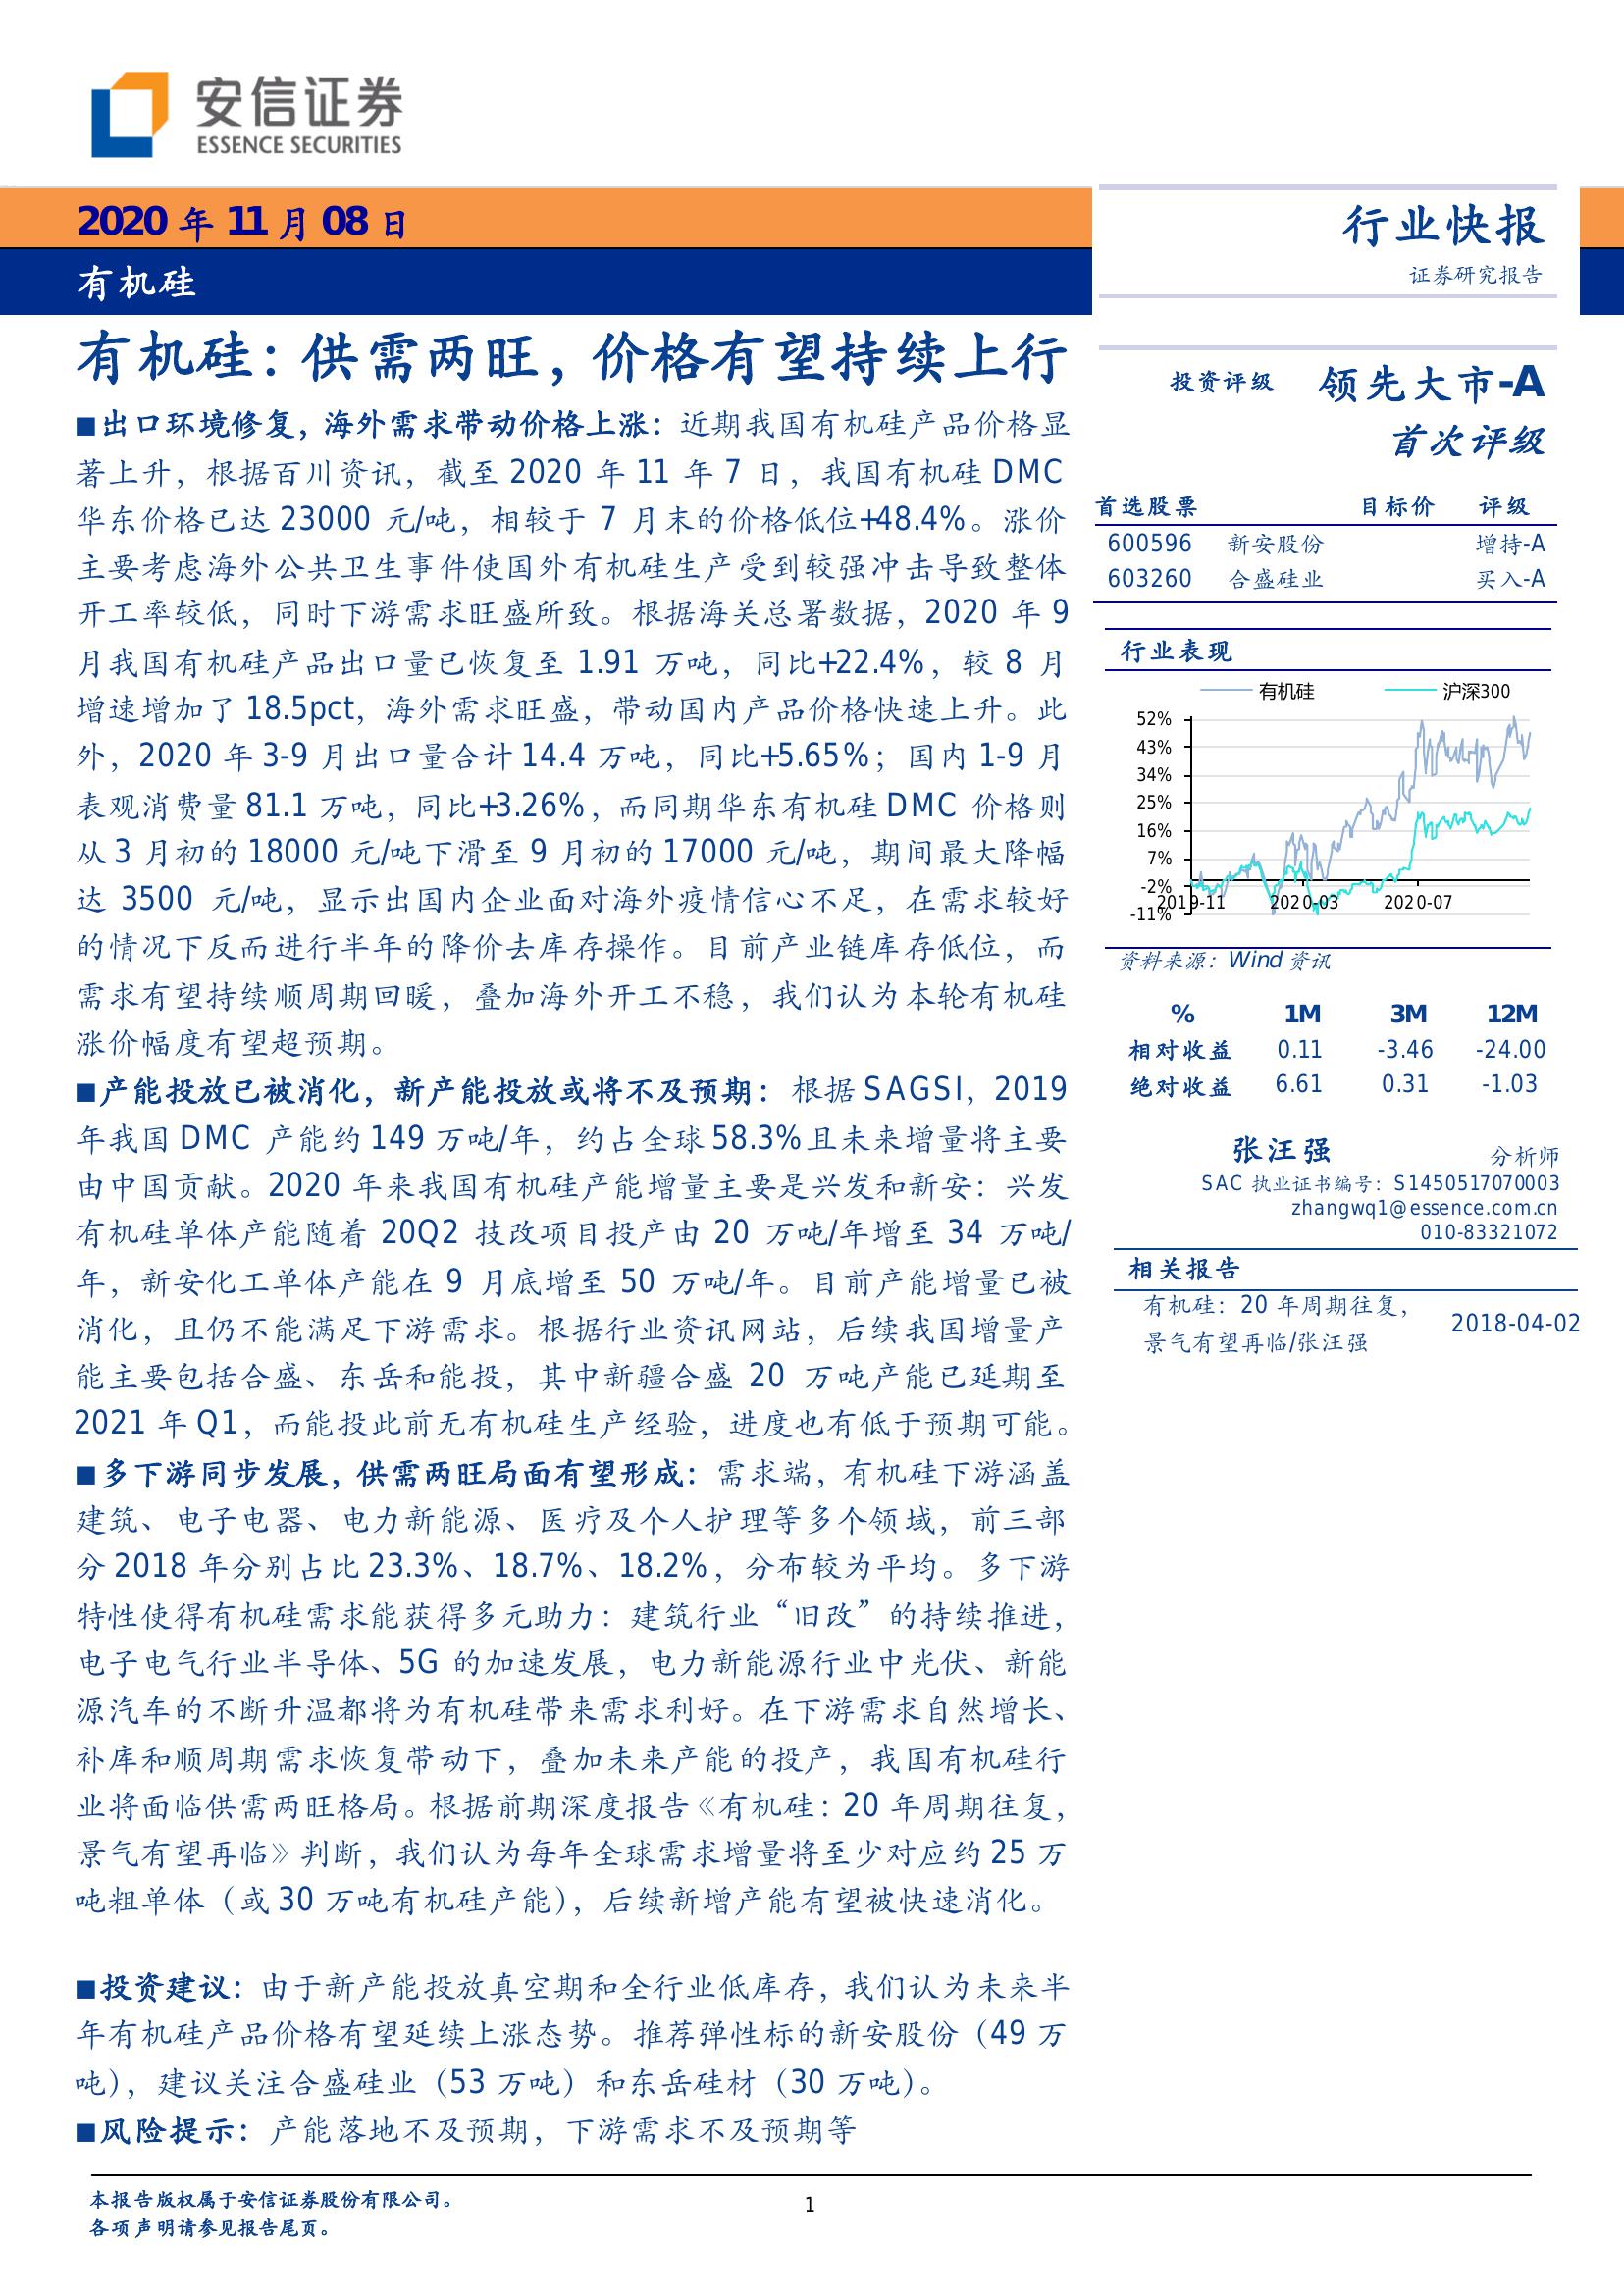 安信证券
ESSENCE SECURITIES
2020 年 11 月 08 日
有机硅
行业快报
证券研究报告
有机硅：供需两旺，价格有望持续上行
■出口环境修复，海外需求带动价格上涨：近期我国有机硅产品价格显
著上升，根据百川资讯，截至 2020 年 11 年 7 日，我国有机硅 DMC
华东价格已达 23000 元/吨，相较于 7 月末的价格低位+48.4%。涨价
主要考虑海外公共卫生事件使国外有机硅生产受到较强冲击导致整体
开工率较低，同时下游需求旺盛所致。根据海关总署数据，2020 年 9
月我国有机硅产品出口量已恢复至 1.91 万吨，同比+22.4%，较 8 月
增速增加了 18.5pct，海外需求旺盛，带动国内产品价格快速上升。此
外，2020 年 3-9 月出口量合计 14.4 万吨，同比+5.65%；国内 1-9 月
表观消费量 81.1 万吨，同比+3.26%，而同期华东有机硅 DMC 价格则
从 3 月初的 18000 元/吨下滑至 9 月初的 17000 元/吨，期间最大降幅
达 3500 元/吨，显示出国内企业面对海外疫情信心不足，在需求较好
的情况下反而进行半年的降价去库存操作。目前产业链库存低位，而
需求有望持续顺周期回暖，叠加海外开工不稳，我们认为本轮有机硅
涨价幅度有望超预期。
■产能投放已被消化，新产能投放或将不及预期：根据 SAGSI，2019
年我国 DMC 产能约 149 万吨/年，约占全球 58.3%且未来增量将主要
由中国贡献。2020 年来我国有机硅产能增量主要是兴发和新安：兴发
有机硅单体产能随着 20Q2 技改项目投产由 20 万吨/年增至 34 万吨/
年，新安化工单体产能在 9 月底增至 50 万吨/年。目前产能增量已被
消化，且仍不能满足下游需求。根据行业资讯网站，后续我国增量产
能主要包括合盛、东岳和能投，其中新疆合盛 20 万吨产能已延期至
2021 年 Q1，而能投此前无有机硅生产经验，进度也有低于预期可能。
■多下游同步发展，供需两旺局面有望形成：需求端，有机硅下游涵盖
建筑、电子电器、电力新能源、医疗及个人护理等多个领域，前三部
分 2018 年分别占比 23.3%、18.7%、18.2%，分布较为平均。多下游
特性使得有机硅需求能获得多元助力：建筑行业“旧改”的持续推进，
电子电气行业半导体、5G 的加速发展，电力新能源行业中光伏、新能
源汽车的不断升温都将为有机硅带来需求利好。在下游需求自然增长、
补库和顺周期需求恢复带动下，叠加未来产能的投产，我国有机硅行
业将面临供需两旺格局。根据前期深度报告《有机硅：20 年周期往复，
景气有望再临》判断，我们认为每年全球需求增量将至少对应约 25 万
吨粗单体（或 30 万吨有机硅产能），后续新增产能有望被快速消化。
■投资建议：由于新产能投放真空期和全行业低库存，我们认为未来半
年有机硅产品价格有望延续上涨态势。推荐弹性标的新安股份（49 万
吨），建议关注合盛硅业（53 万吨）和东岳硅材（30 万吨）。
■风险提示：产能落地不及预期，下游需求不及预期等
投资评级 领先大市-A
首次评级
首选股票 目标价 评级
600596 新安股份 增持-A
603260 合盛硅业 买入-A
行业表现
有机硅 沪深300
52%
43%
34%
25%
16%
7%
-2%
-11%
2019-11 2020-03 2020-07
资料来源：Wind 资讯
% 1M 3M 12M
相对收益 0.11 -3.46 -24.00
绝对收益 6.61 0.31 -1.03
张汪强 分析师
SAC 执业证书编号：S1450517070003
zhangwq1@essence.com.cn
010-83321072
相关报告
有机硅：20 年周期往复，
景气有望再临/张汪强 2018-04-02
本报告版权属于安信证券股份有限公司。
各项声明请参见报告尾页。
1